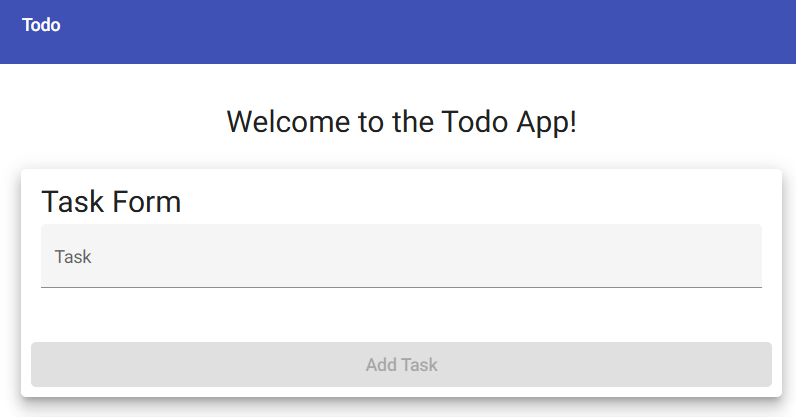 Todo
Welcome to the Todo App!
Task Form
Task
Add Task